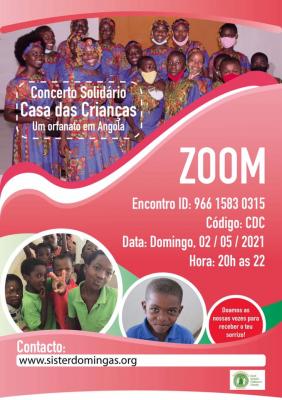 Concerto Solidário
Casa das Crianças
Um orfanato em Angola
ZOOM
Encontro ID: 966 1583 0315
Código: CDC
Data: Domingo, 02 / 05 / 2021
Hora: 20h as 22
Doamos as
nossas vozes para
receber o teu
sorriso!
Contacto:
www.sisterdomingas.org